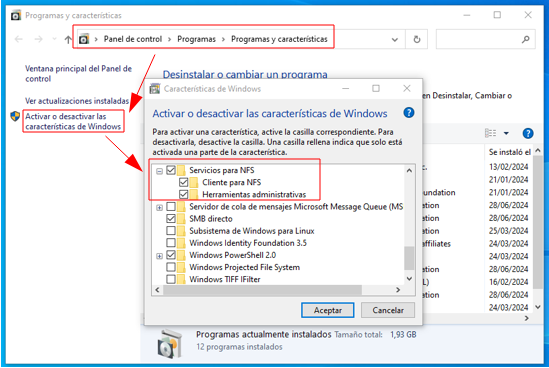 Programas y características
Panel de control > Programas > Programas y características
Ventana principal del Panel de
control
Desinstalar o cambiar un programa
Ver actualizaciones instaladas
Activar o desactivar las
características de Windows
en Desinstalar, Cambiar o
Características de Windows
Activar o desactivar las características de Windows
Para activar una característica, active la casilla correspondiente. Para
desactivarla, desactive la casilla. Una casilla rellena indica que solo está
activada una parte de la característica.
Servicios para NFS
Cliente para NFS
Herramientas administrativas
Servidor de cola de mensajes Microsoft Message Queue (MS
SMB directo
Subsistema de Windows para Linux
Windows Identity Foundation 3.5
Windows PowerShell 2.0
Windows Projected File System
Windows TIFF IFilter
Aceptar
Cancelar
Se instaló el
c. 13/02/2024
21/01/2024
undation 21/01/2024
ration 28/06/2024
ration 28/06/2024
affiliates 24/03/2024
24/03/2024
ration 28/06/2024
L) 16/02/2024
ration 28/06/2024
24/03/2024
Programas actualmente instalados Tamaño total: 1,93 GB
12 programas instalados